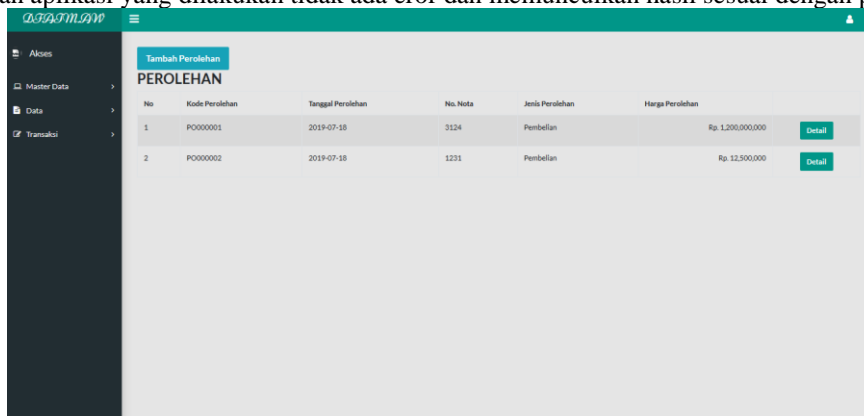 an aplikasi yang dilakukan tidak ada eror dan memunculkan hasil sesuai dengan p
Akses
Master Data
Data
Transaksi
Tambah Perolehan
PEROLEHAN
No Kode Perolehan Tanggal Perolehan No. Nota Jenis Perolehan Harga Perolehan
1 PO000001 2019-07-18 3124 Pembelian Rp. 1,200,000,000 Detail
2 PO000002 2019-07-18 1231 Pembelian Rp. 12,500,000 Detail